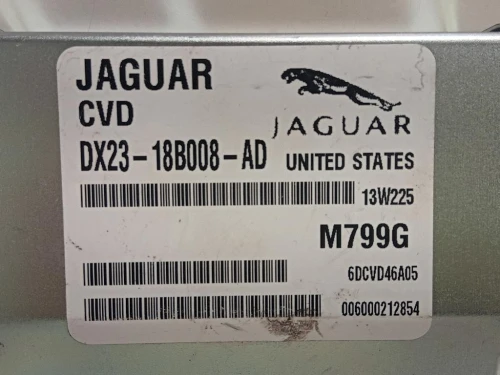 JAGUAR
CVD
JAGUAR
DX23-18B008-AD UNITED STATES
13W225
M799G
6DCVD46A05
006000212854